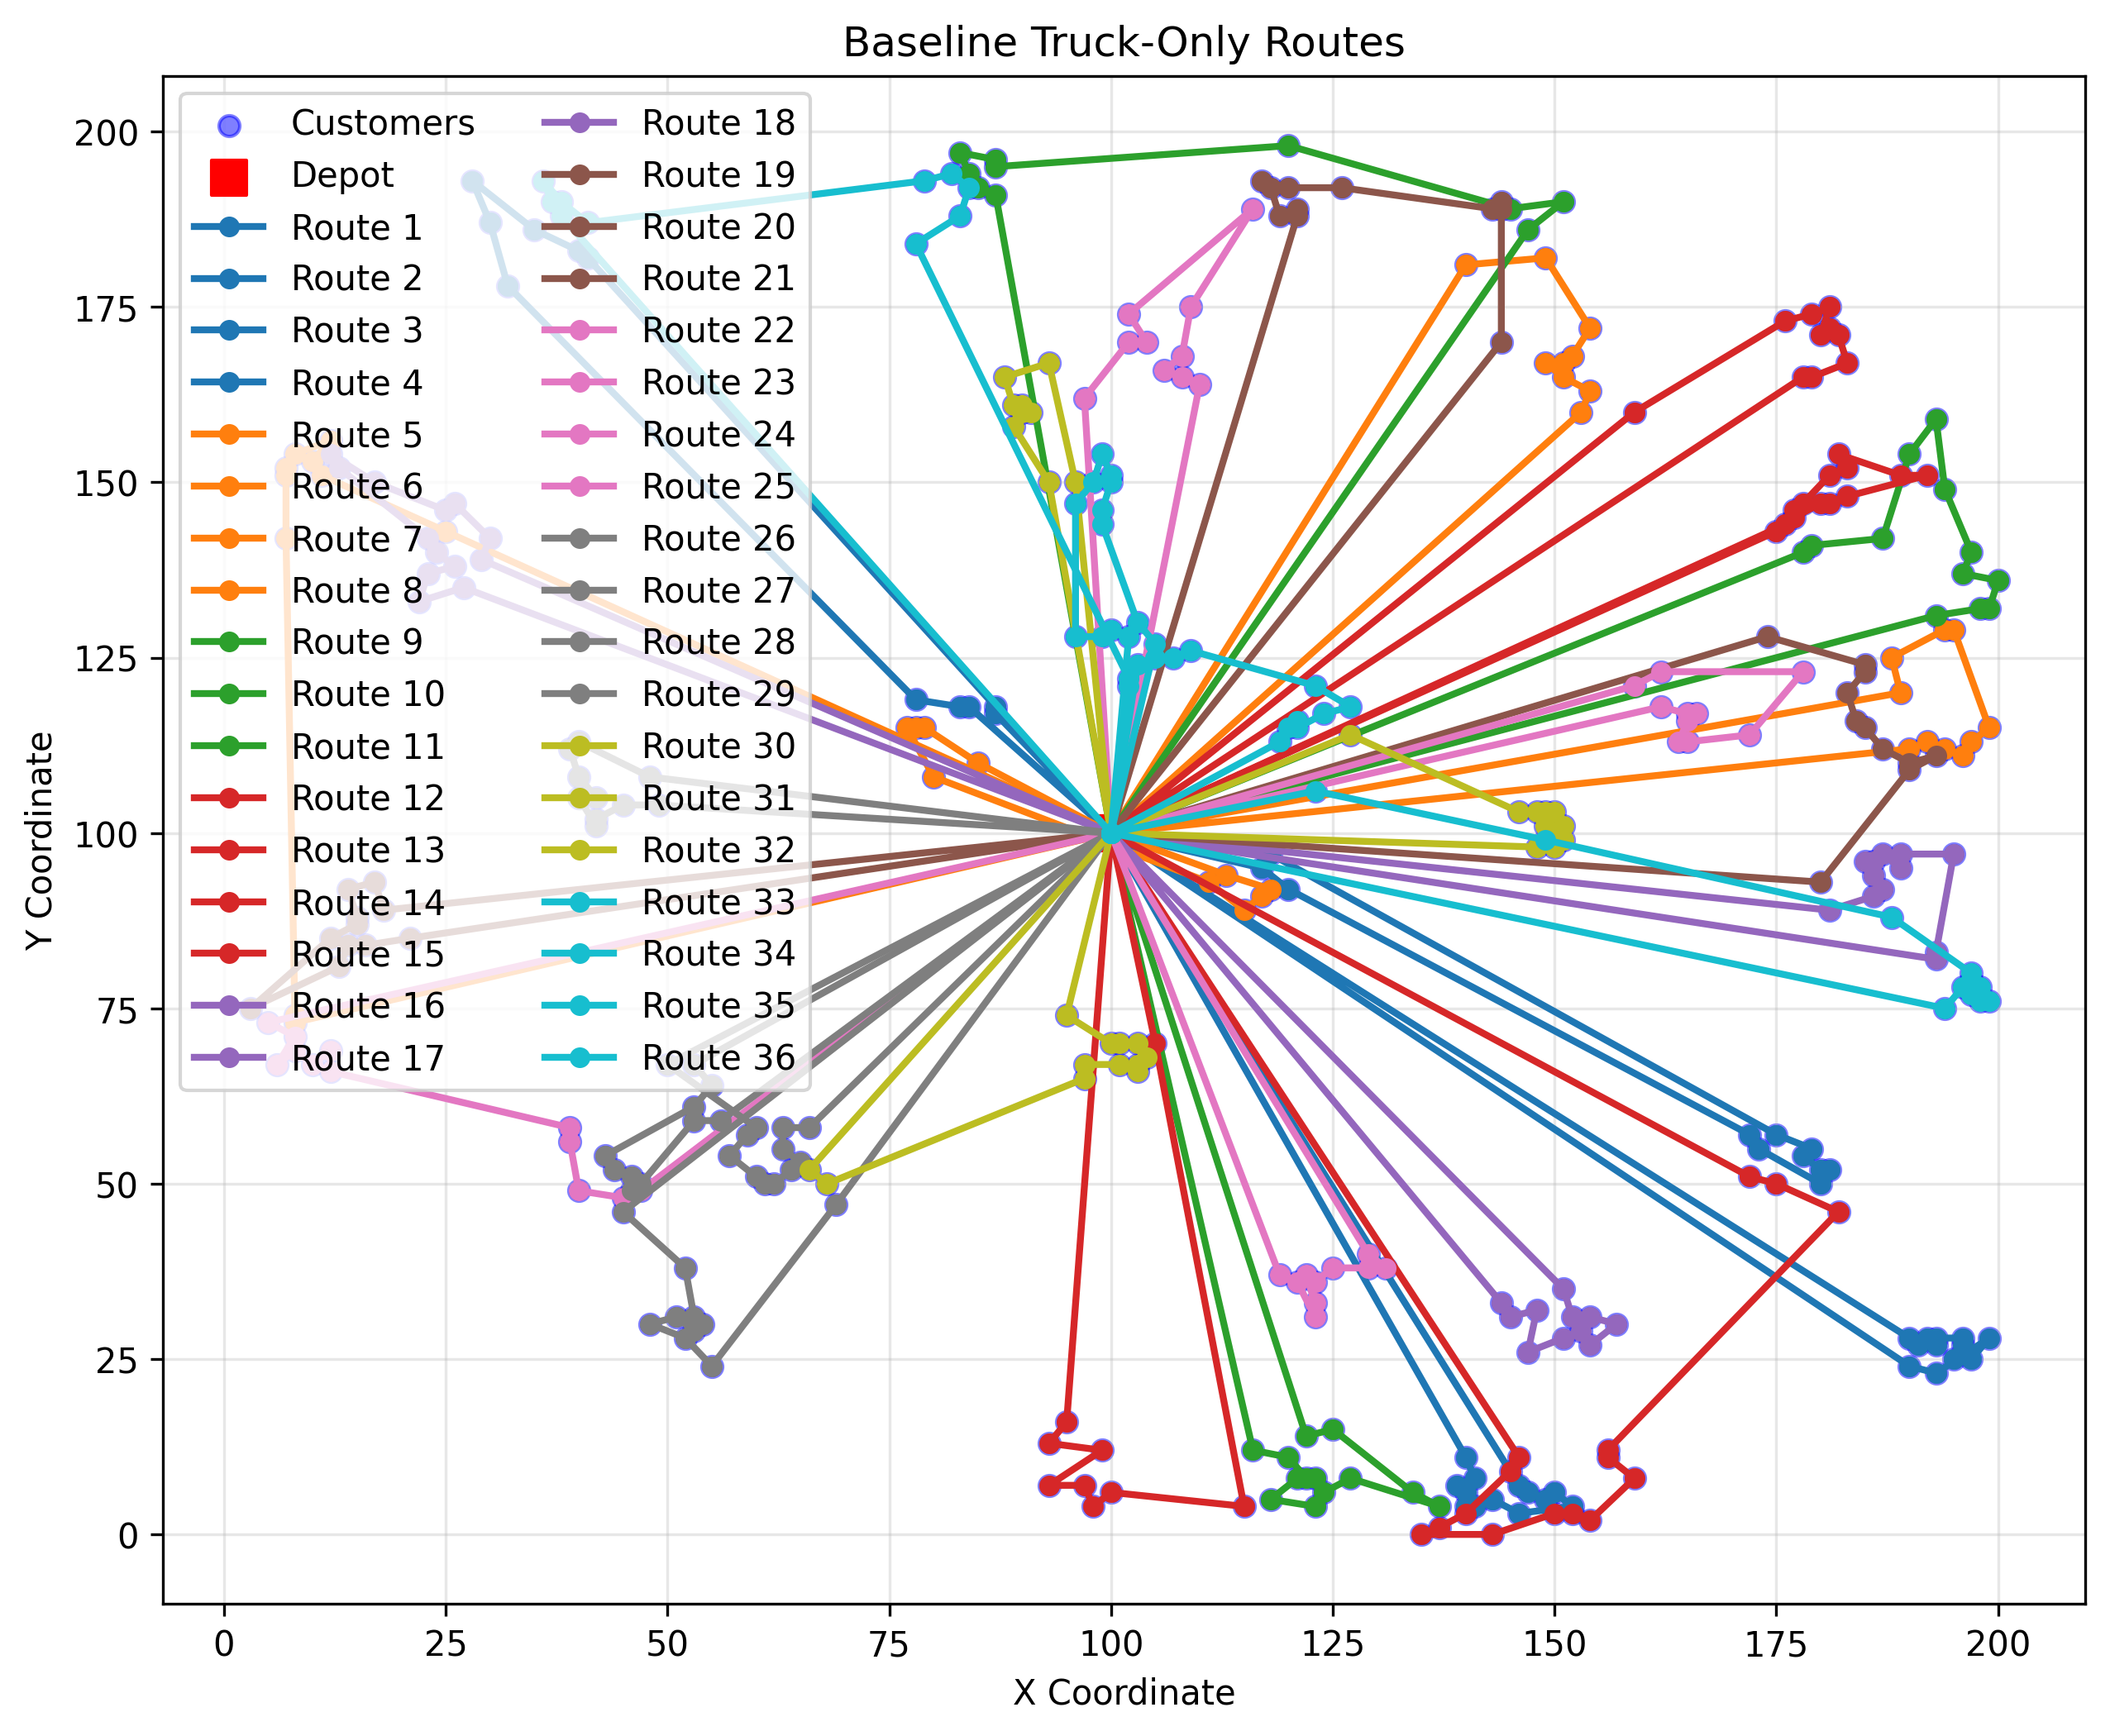 Baseline Truck-Only Routes
Y Coordinate
200
175
150
125
100
75
50
25
0
Customers
Depot
Route 1
Route 2
Route 3
Route 4
Route 5
Route 6
Route 7
Route 8
Route 9
Route 10
Route 11
Route 12
Route 13
Route 14
Route 15
Route 16
Route 17
Route 18
Route 19
Route 20
Route 21
Route 22
Route 23
Route 24
Route 25
Route 26
Route 27
Route 28
Route 29
Route 30
Route 31
Route 32
Route 33
Route 34
Route 35
Route 36
0 25 50 75 100 125 150 175 200
X Coordinate